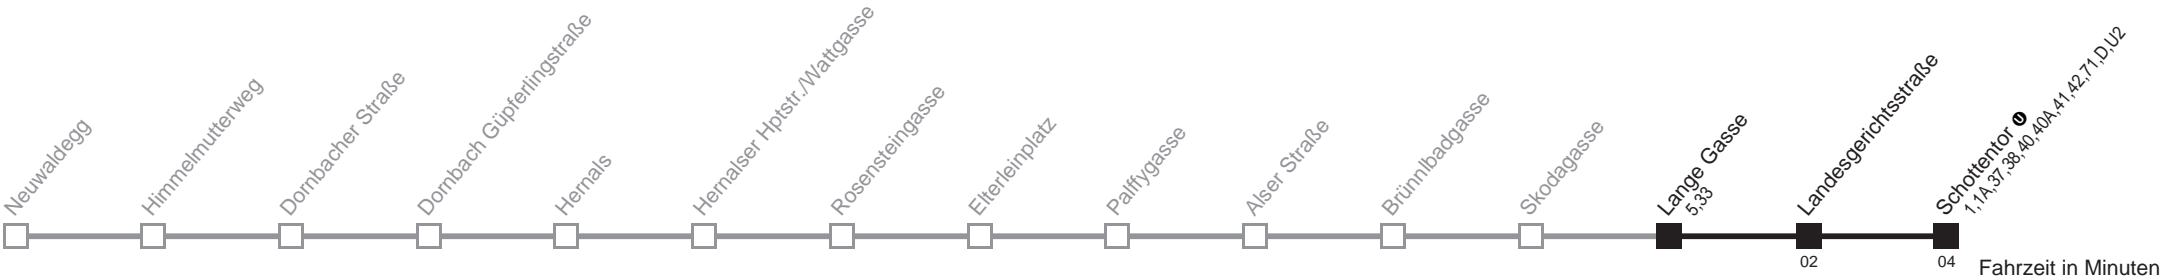 Neuwaldegg
Himmelmutterweg
Dornbacher Straße
Dornbach Güpferlingstraße
Hernals
Hernalser Hptstr./Wattgasse
Rosensteingasse
Elterleinplatz
Palffygasse
Alser Straße
Brünnlbadgasse
Skodagasse
Lange Gasse
5,33
Landesgerichtsstraße
Schottentor U
1,1A,37,38,40,40A,41,42,71,D,U2
02
04
Fahrzeit in Minuten